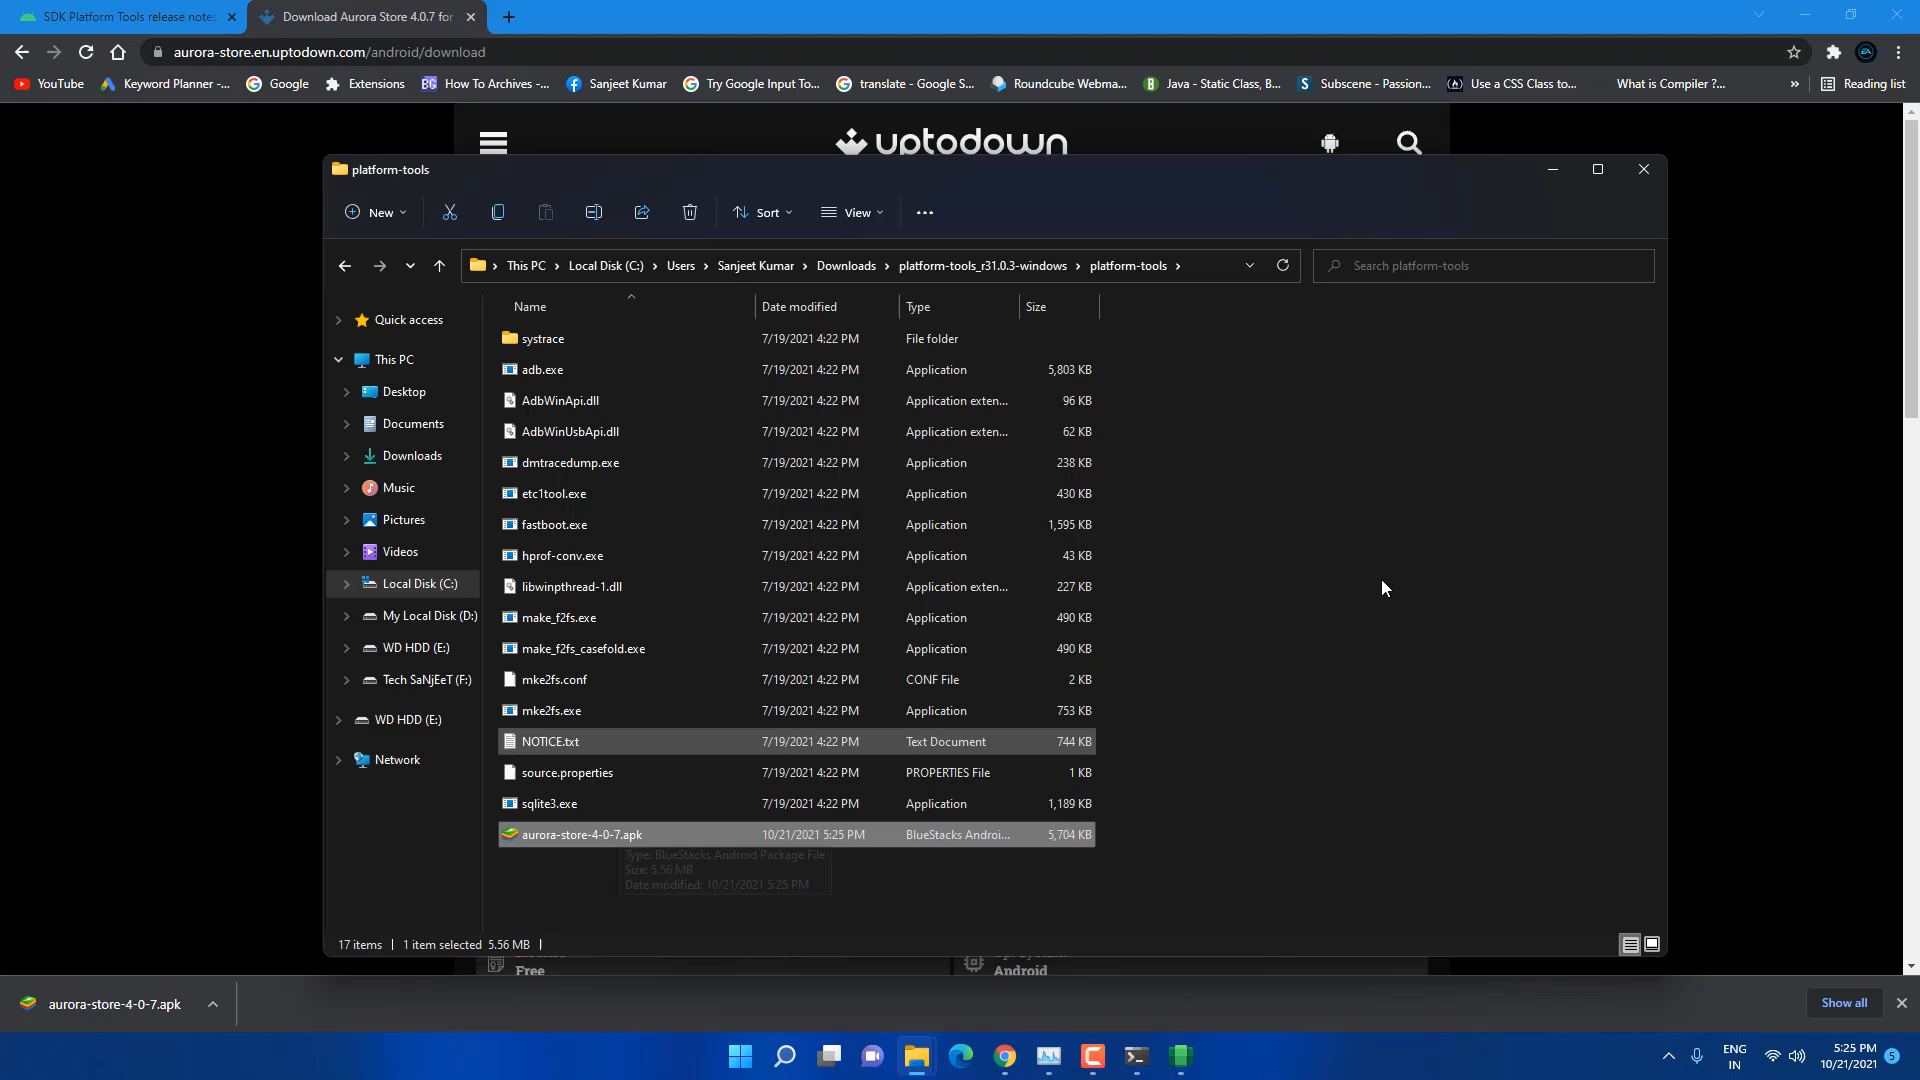 SDK Platform Tools release notes
Download Aurora Store 4.0.7 for
aurora-store.en.uptodown.com/android/download
YouTube
Keyword Planner -...
Google
Extensions
How To Archives -...
Sanjeet Kumar
Try Google Input To...
translate - Google S...
Roundcube Webma...
Java - Static Class, B...
Subscene - Passion...
Use a CSS Class to...
What is Compiler ?...
»
Reading list
uptodown
platform-tools
New
Sort
View
This PC > Local Disk (C:) > Users > Sanjeet Kumar > Downloads > platform-tools_r31.0.3-windows > platform-tools >
Search platform-tools
Name Date modified Type Size
Quick access
This PC
Desktop
Documents
Downloads
Music
Pictures
Videos
Local Disk (C:)
My Local Disk (D:)
WD HDD (E:)
Tech SaNjEeT (F:)
WD HDD (E:)
Network
systrace 7/19/2021 4:22 PM File folder
adb.exe 7/19/2021 4:22 PM Application 5,803 KB
AdbWinApi.dll 7/19/2021 4:22 PM Application exten... 96 KB
AdbWinUsbApi.dll 7/19/2021 4:22 PM Application exten... 62 KB
dmtracedump.exe 7/19/2021 4:22 PM Application 238 KB
etc1tool.exe 7/19/2021 4:22 PM Application 430 KB
fastboot.exe 7/19/2021 4:22 PM Application 1,595 KB
hprof-conv.exe 7/19/2021 4:22 PM Application 43 KB
libwinpthread-1.dll 7/19/2021 4:22 PM Application exten... 227 KB
make_f2fs.exe 7/19/2021 4:22 PM Application 490 KB
make_f2fs_casefold.exe 7/19/2021 4:22 PM Application 490 KB
mke2fs.conf 7/19/2021 4:22 PM CONF File 2 KB
mke2fs.exe 7/19/2021 4:22 PM Application 753 KB
NOTICE.txt 7/19/2021 4:22 PM Text Document 744 KB
source.properties 7/19/2021 4:22 PM PROPERTIES File 1 KB
sqlite3.exe 7/19/2021 4:22 PM Application 1,189 KB
aurora-store-4-0-7.apk 10/21/2021 5:25 PM BlueStacks Androi... 5,704 KB
Type: BlueStacks Android Package File
Size: 5.56 MB
Date modified: 10/21/2021 5:25 PM
17 items 1 item selected 5.56 MB
Free
Android
aurora-store-4-0-7.apk
Show all
ENG
IN
5:25 PM
10/21/2021
5